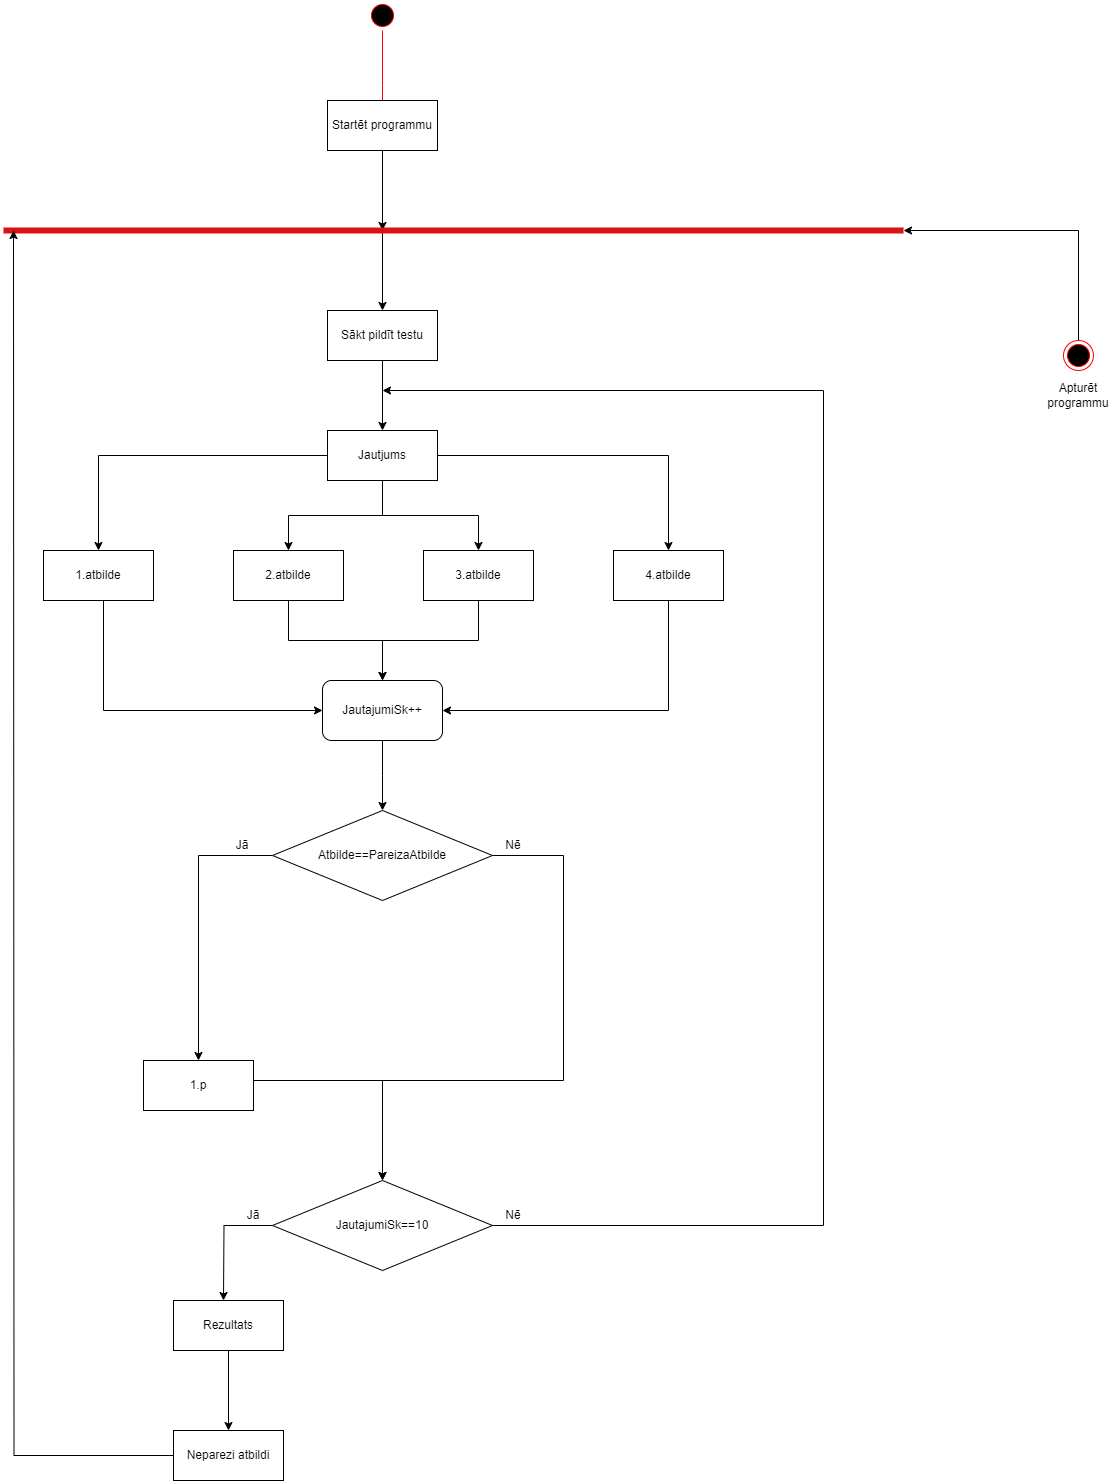 Startēt programmu
Sākt pildīt testu
Apturēt
programmu
Jautjums
1.atbilde
2.atbilde
3.atbilde
4.atbilde
JautajumiSk++
Jā
Atbilde==PareizaAtbilde
Nē
1.p
Jā
JautajumiSk==10
Nē
Rezultats
Neparezi atbildi